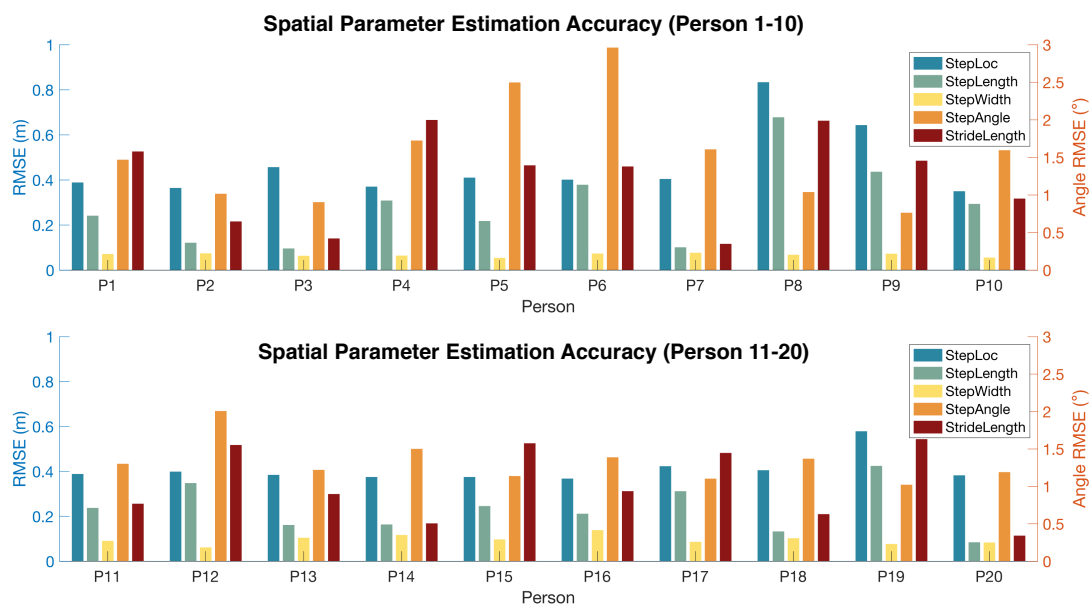 Spatial Parameter Estimation Accuracy (Person 1-10)
1
0.8
0.6
0.4
0.2
0
RMSE (m)
3
2.5
2
1.5
1
0.5
0
Angle RMSE (°)
StepLoc
StepLength
StepWidth
StepAngle
StrideLength
P1 P2 P3 P4 P5 P6 P7 P8 P9 P10
Person
Spatial Parameter Estimation Accuracy (Person 11-20)
1
0.8
0.6
0.4
0.2
0
RMSE (m)
3
2.5
2
1.5
1
0.5
0
Angle RMSE (°)
StepLoc
StepLength
StepWidth
StepAngle
StrideLength
P11 P12 P13 P14 P15 P16 P17 P18 P19 P20
Person